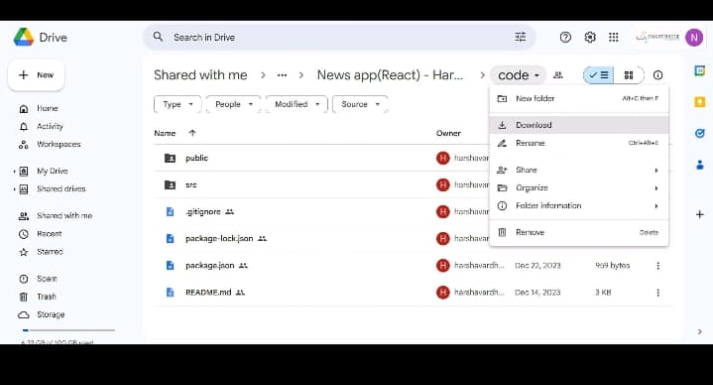 Drive
Search in Drive
N
New
Shared with me > ... > News app(React) - Har... > code
Type People Modified Source
Name Owner
Home
Activity
Workspaces
My Drive
Shared drives
Shared with me
Recent
Starred
Spam
Trash
Storage
public H harshavar
src H harshavar
.gitignore H harshavar
package-lock.json H harshavar
package.json H harshavardh... Dec 22, 2023 959 bytes
README.md H harshavardh... Dec 14, 2023 3 KB
New folder Alt+C then F
Download
Rename Ctrl+Alt+E
Share
Organize
Folder information
Remove Delete